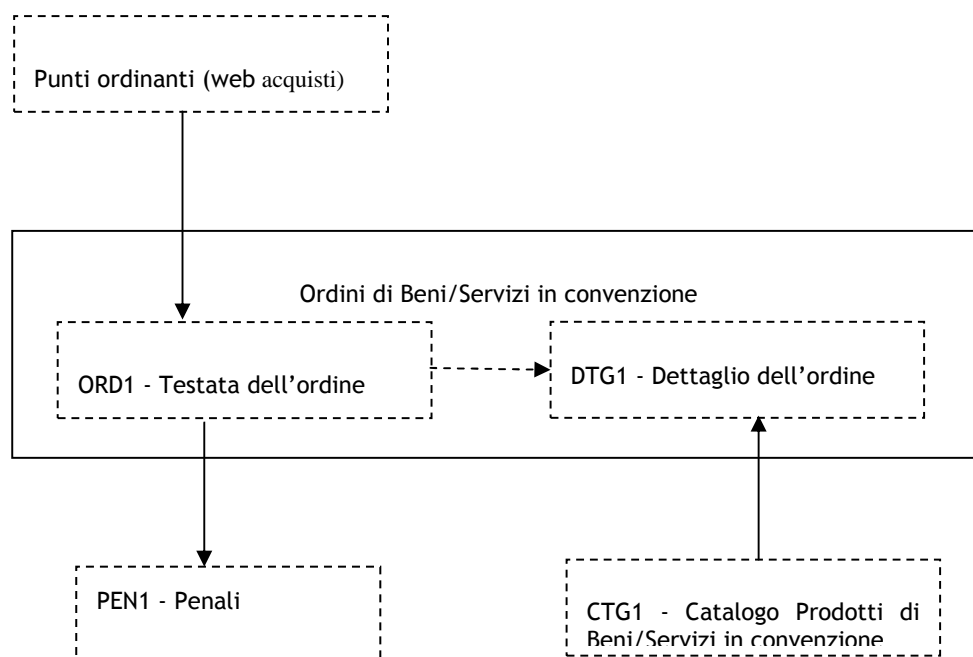 Punti ordinanti (web acquisti)
Ordini di Beni/Servizi in convenzione
ORD1 - Testata dell’ordine
DTG1 - Dettaglio dell’ordine
PEN1 - Penali
CTG1 - Catalogo Prodotti di
Beni/Servizi in convenzione